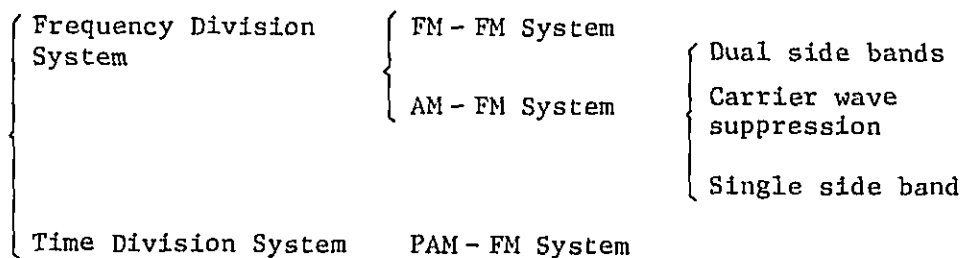 Frequency Division
System
FM - FM System
AM - FM System
Dual side bands
Carrier wave
suppression
Single side band
Time Division System
PAM - FM System